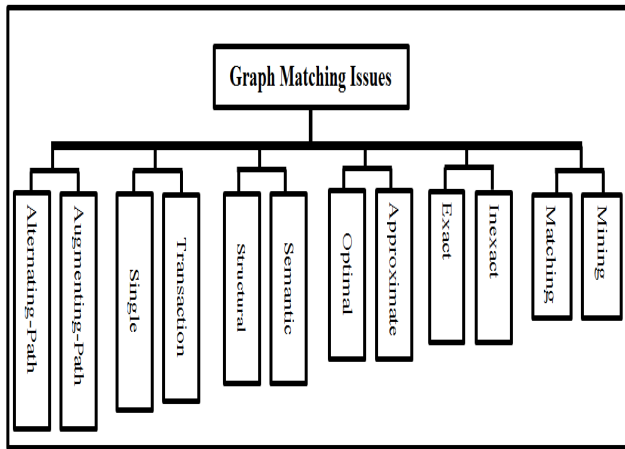 Graph Matching Issues
Alternating-Path
Augmenting-Path
Single
Transaction
Structural
Semantic
Optimal
Approximate
Exact
Inexact
Matching
Mining